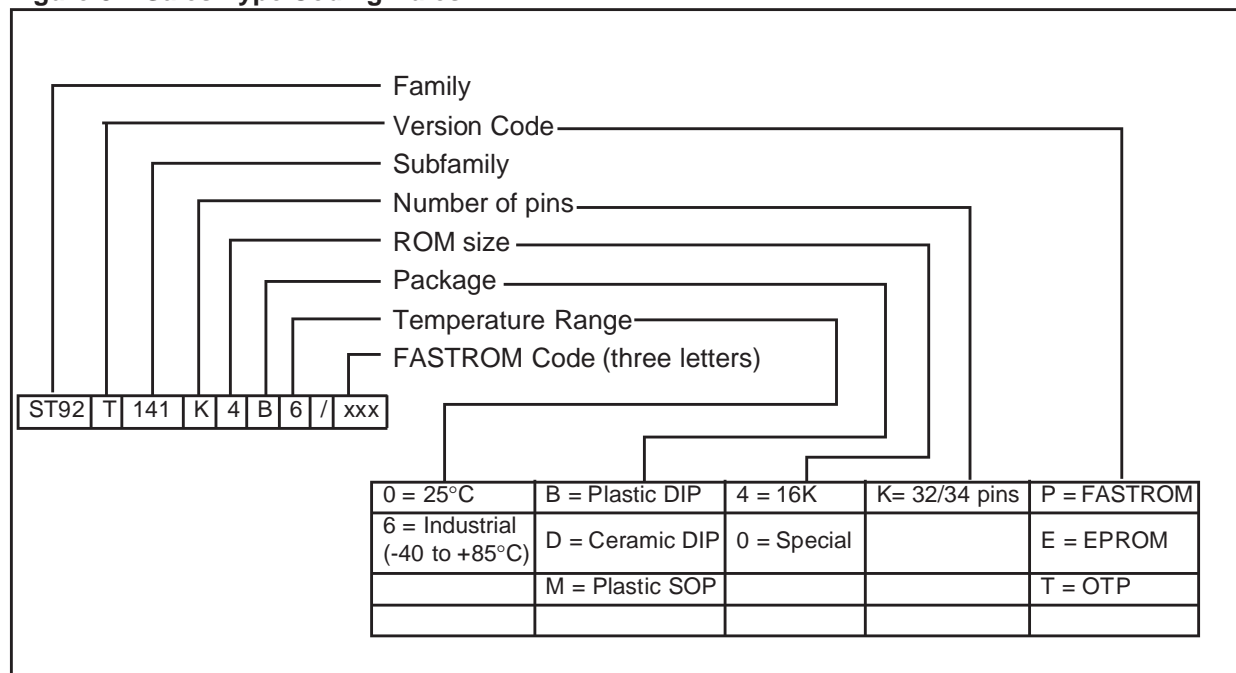 Family
Version Code
Subfamily
Number of pins
ROM size
Package
Temperature Range
FASTROM Code (three letters)
ST92 T 141 K 4 B 6 / xxx
0 = 25°C B = Plastic DIP 4 = 16K K= 32/34 pins P = FASTROM
6 = Industrial
(-40 to +85°C) D = Ceramic DIP 0 = Special E = EPROM
M = Plastic SOP T = OTP